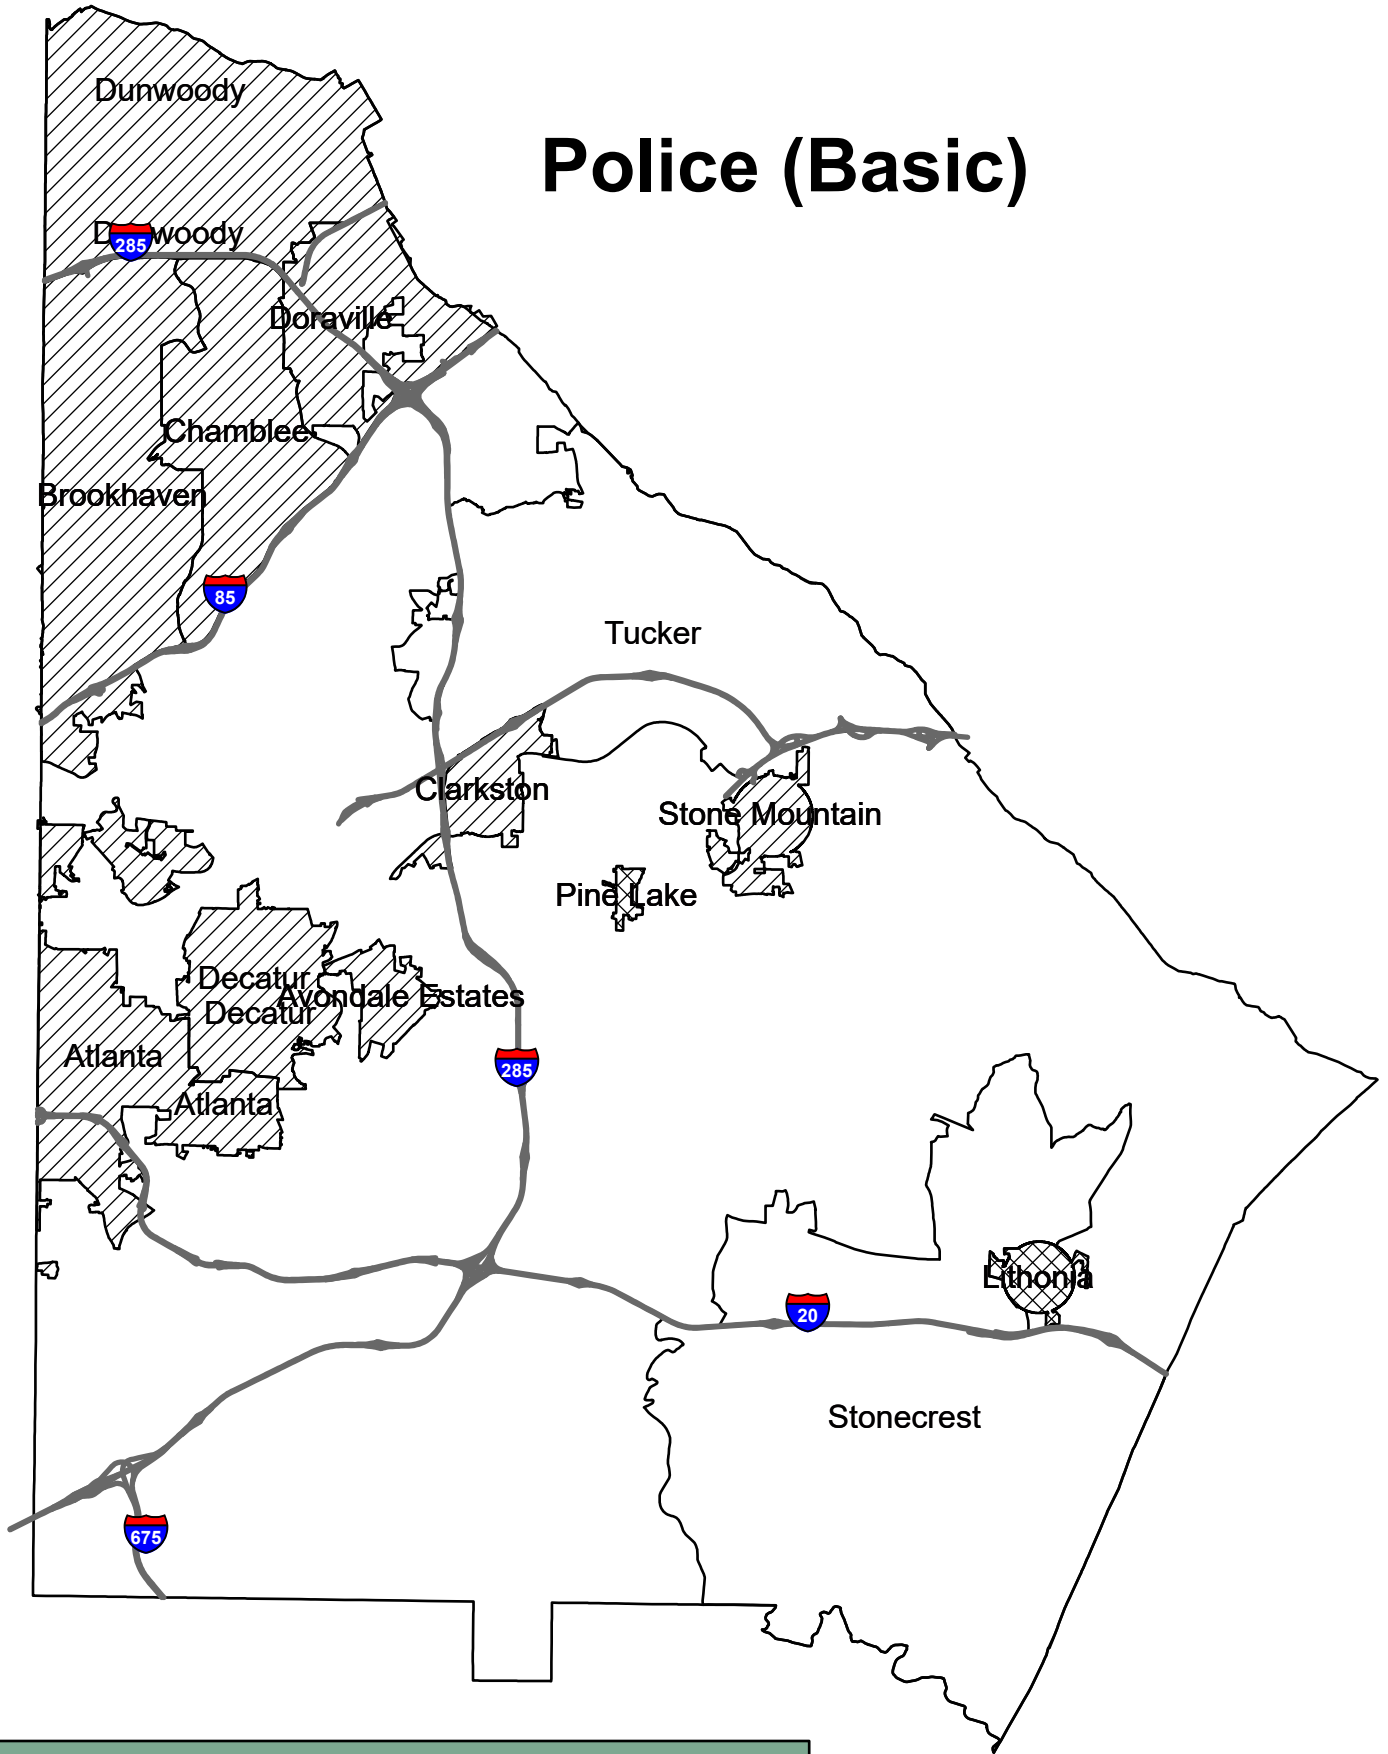 Dunwoody
Police (Basic)
Dunwoody
285
Doraville
Chamblee
Brookhaven
85
Tucker
Clarkston
Stone Mountain
Pine Lake
Decatur
Avondale Estates
Decatur
Atlanta
285
Atlanta
Lithonia
20
Stonecrest
675